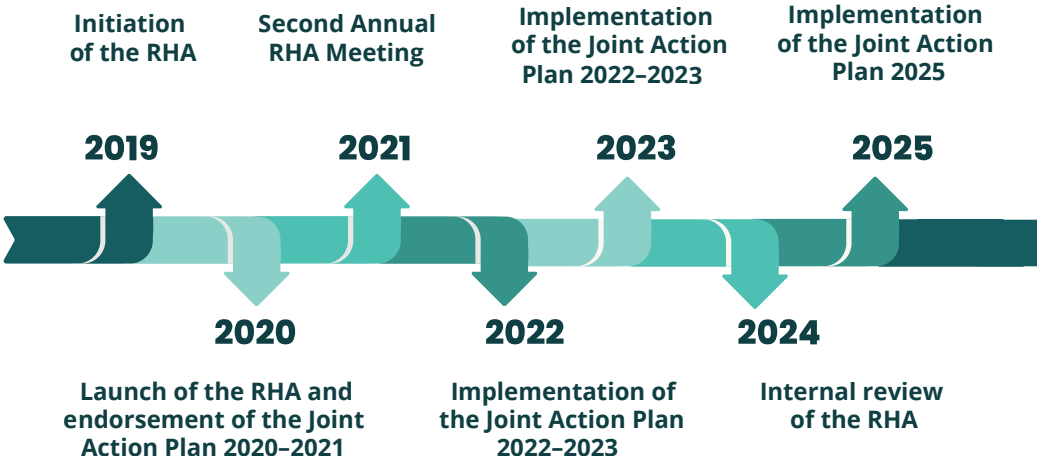 Initiation
of the RHA
2019
Launch of the RHA and
endorsement of the Joint
Action Plan 2020–2021
2020
Second Annual
RHA Meeting
2021
Implementation of
the Joint Action Plan
2022–2023
2022
Implementation
of the Joint Action
Plan 2022–2023
2023
Internal review
of the RHA
2024
Implementation
of the Joint Action
Plan 2025
2025